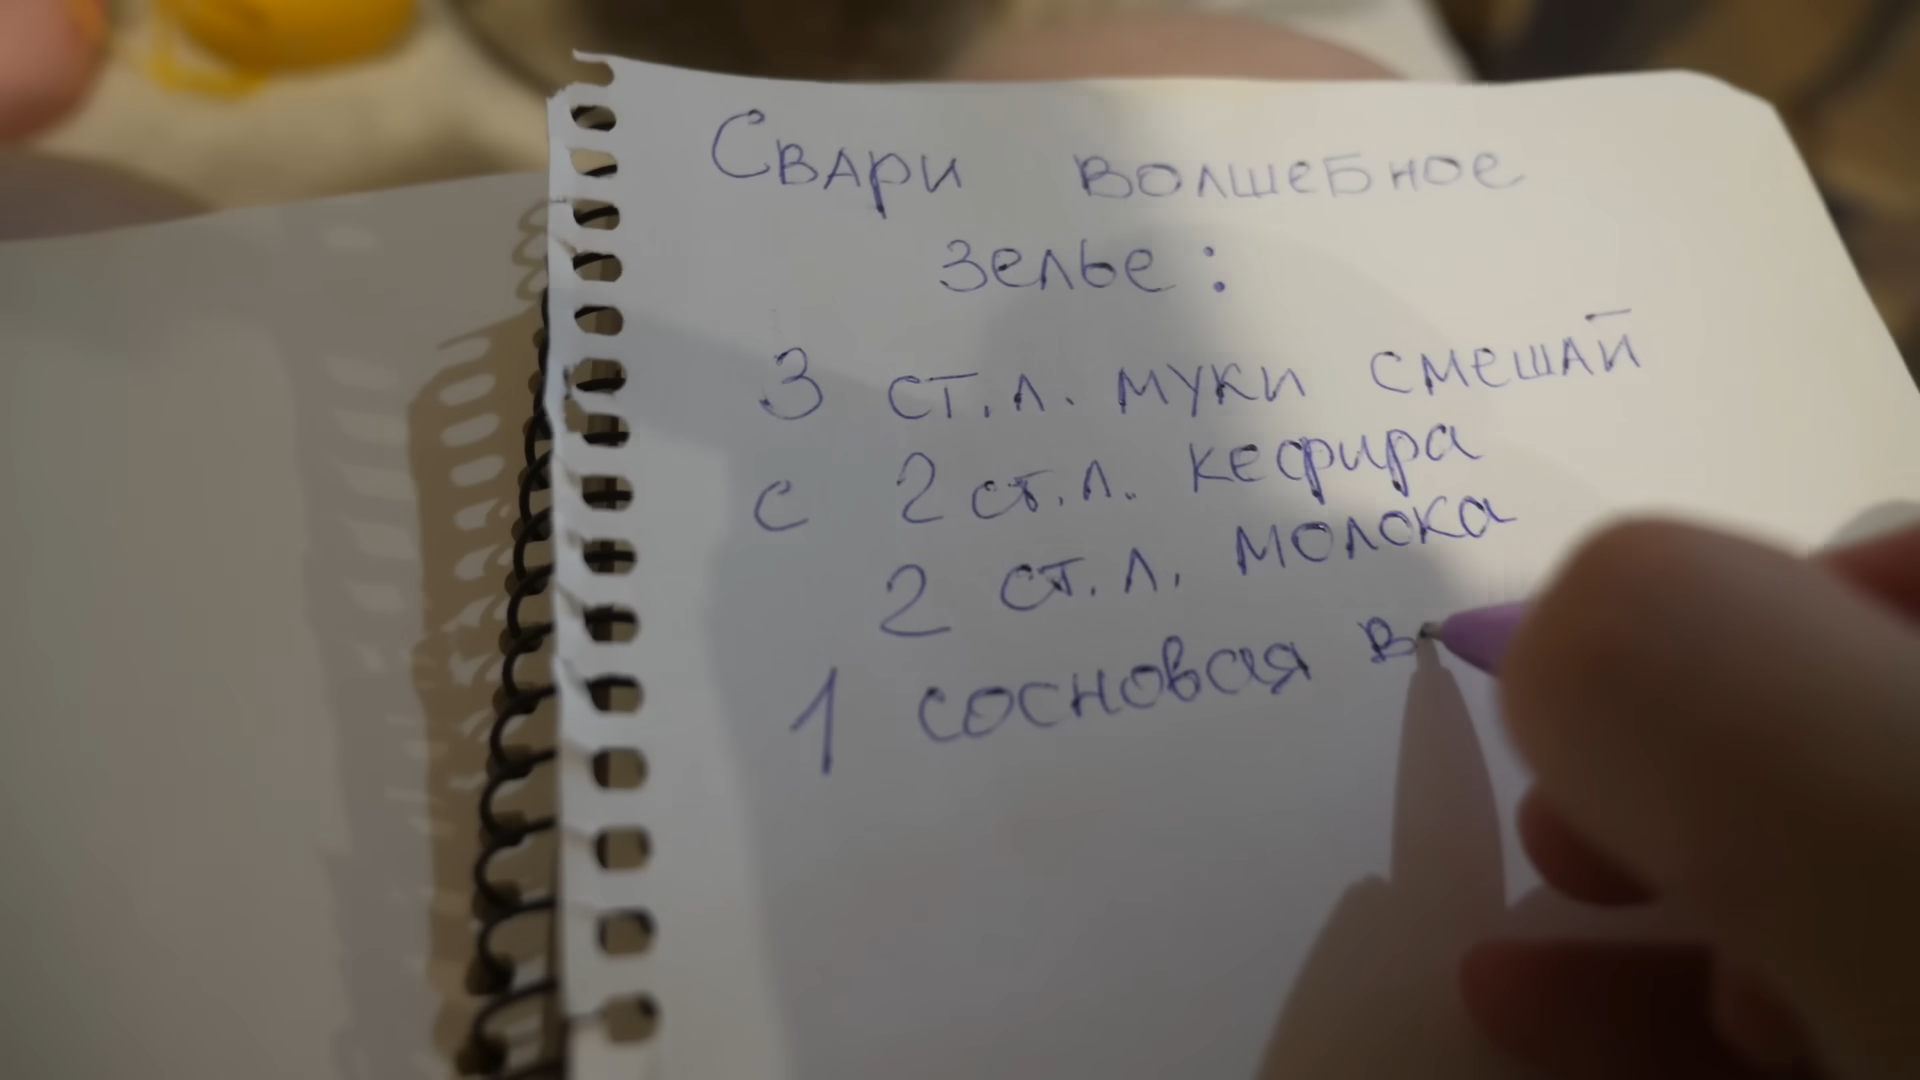 Свари волшебное
зелье:
3 ст.л. муки смешай
с 2 ст.л. кефира
2 ст.л. молока
1 сосновая в